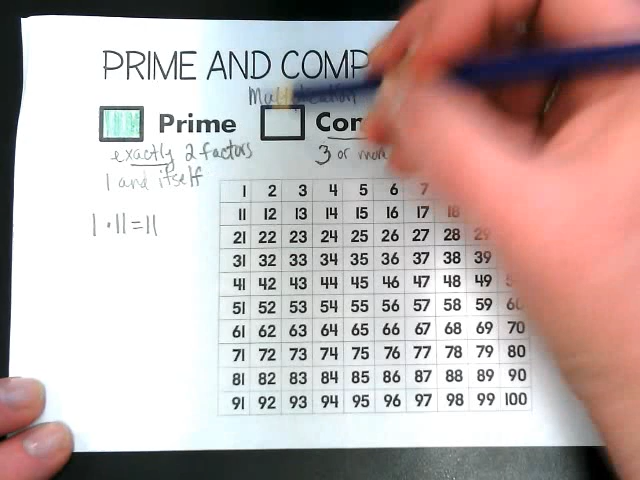 PRIME AND COMP
Prime Com
exactly 2 factors 3 or more
1 and itself
1 · 11 = 11
1 2 3 4 5 6 7
11 12 13 14 15 16 17 18
21 22 23 24 25 26 27 28 29
31 32 33 34 35 36 37 38 39
41 42 43 44 45 46 47 48 49
51 52 53 54 55 56 57 58 59 60
61 62 63 64 65 66 67 68 69 70
71 72 73 74 75 76 77 78 79 80
81 82 83 84 85 86 87 88 89 90
91 92 93 94 95 96 97 98 99 100